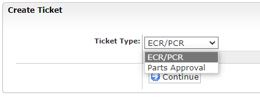 Create Ticket
Ticket Type: ECR/PCR
ECR/PCR
Parts Approval
Continue